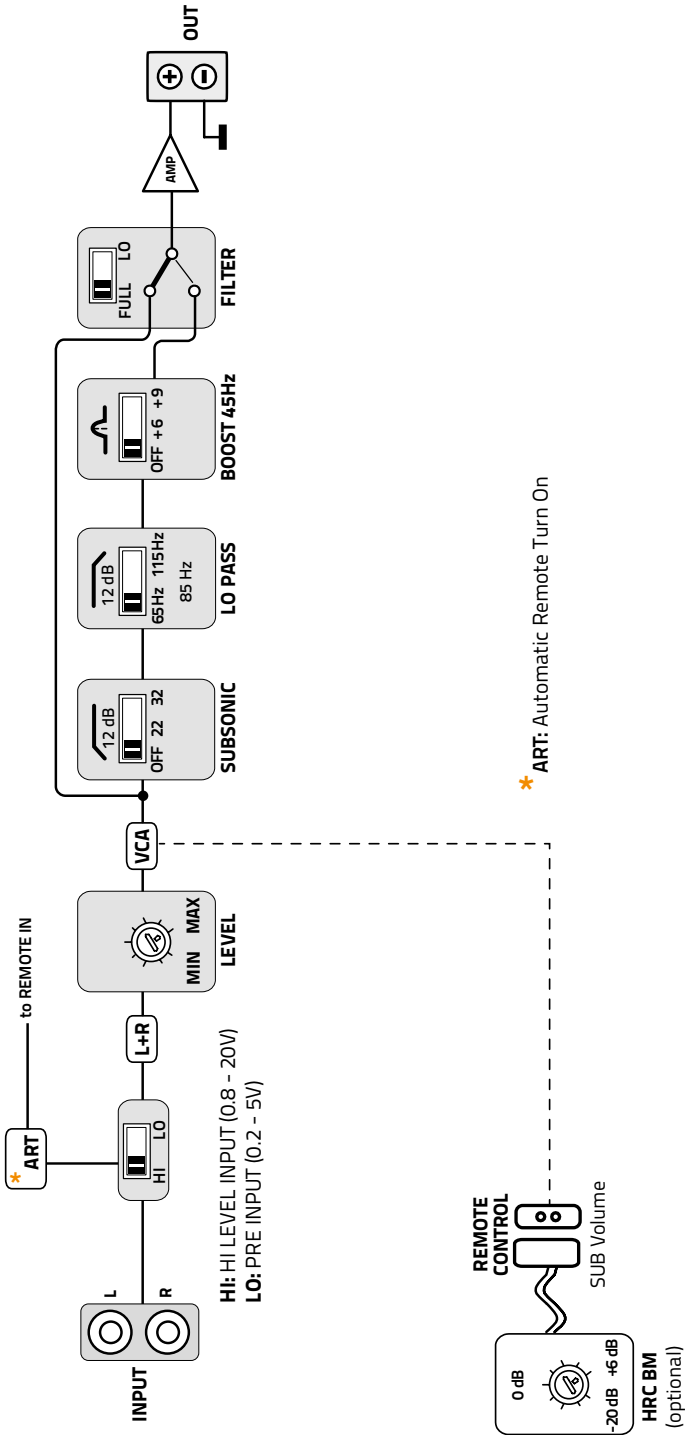 INPUT
L
R
* ART
to REMOTE IN
HI LO
HI: HI LEVEL INPUT (0.8 - 20V)
LO: PRE INPUT (0.2 - 5V)
L+R
MIN MAX
LEVEL
VCA
12 dB
OFF 22 32
SUBSONIC
12 dB
65Hz 115Hz
85 Hz
LO PASS
OFF +6 +9
BOOST 45Hz
FULL LO
FILTER
AMP
OUT
0 dB
-20dB +6 dB
HRC BM
(optional)
REMOTE
CONTROL
SUB Volume
* ART: Automatic Remote Turn On